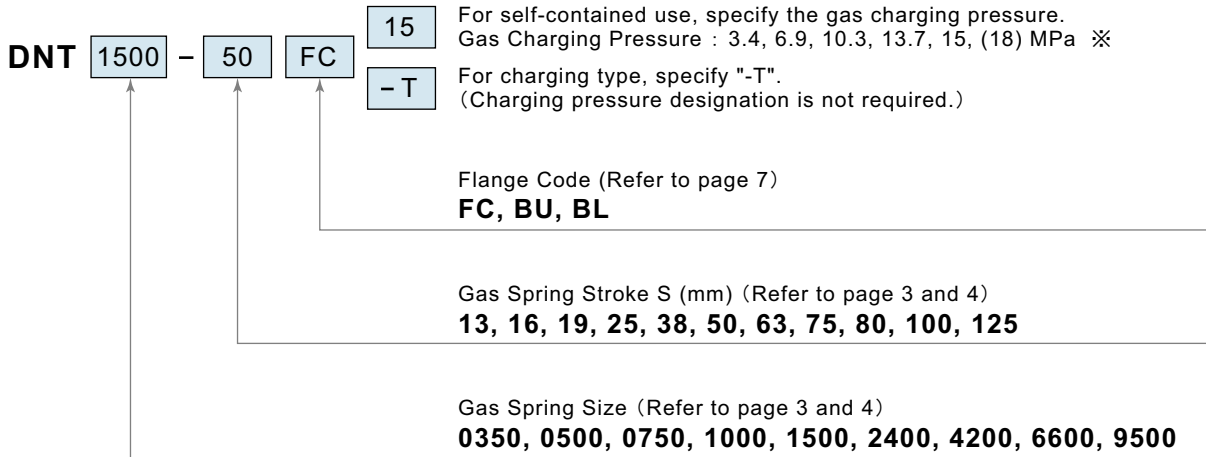 DNT 1500 – 50 FC 15
–T
For self-contained use, specify the gas charging pressure.
Gas Charging Pressure : 3.4, 6.9, 10.3, 13.7, 15, (18) MPa ※
For charging type, specify "-T".
（Charging pressure designation is not required.）
Flange Code (Refer to page 7）
FC, BU, BL
Gas Spring Stroke S (mm)（Refer to page 3 and 4）
13, 16, 19, 25, 38, 50, 63, 75, 80, 100, 125
Gas Spring Size（Refer to page 3 and 4）
0350, 0500, 0750, 1000, 1500, 2400, 4200, 6600, 9500